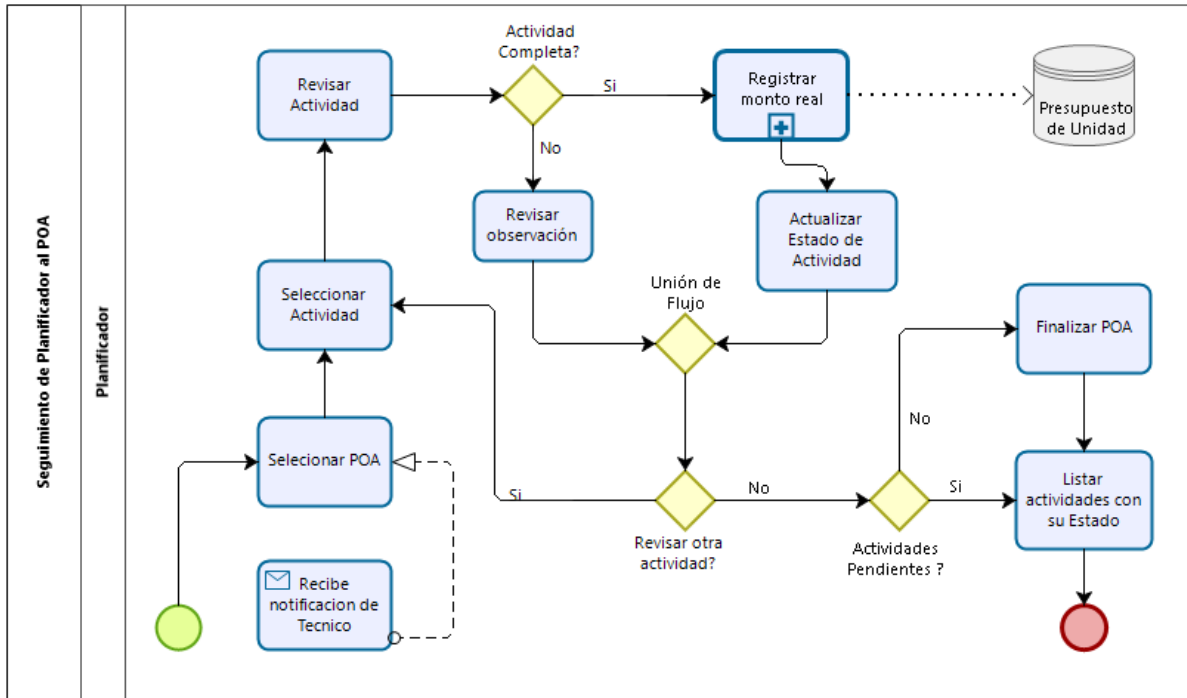 Seguimiento de Planificador al POA
Planificador
Actividad
Completa?
Revisar
Actividad
Si
Registrar
monto real
Presupuesto
de Unidad
No
Revisar
observación
Actualizar
Estado de
Actividad
Unión de
Flujo
Seleccionar
Actividad
Finalizar POA
No
Selecionar POA
Si
No
Si
Listar
actividades con
su Estado
Revisar otra
actividad?
Actividades
Pendientes ?
Recibe
notificacion de
Tecnico